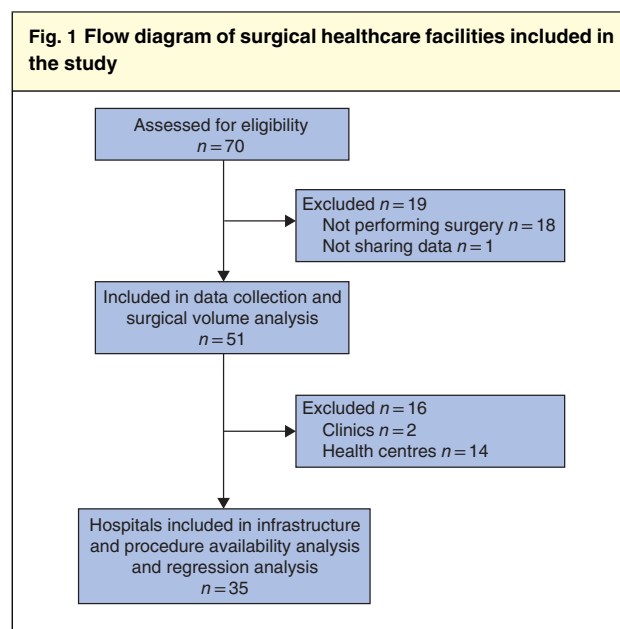 Fig. 1 Flow diagram of surgical healthcare facilities included in
the study
Assessed for eligibility
n = 70
Excluded n = 19
Not performing surgery n = 18
Not sharing data n = 1
Included in data collection and
surgical volume analysis
n = 51
Excluded n = 16
Clinics n = 2
Health centres n = 14
Hospitals included in infrastructure
and procedure availability analysis
and regression analysis
n = 35